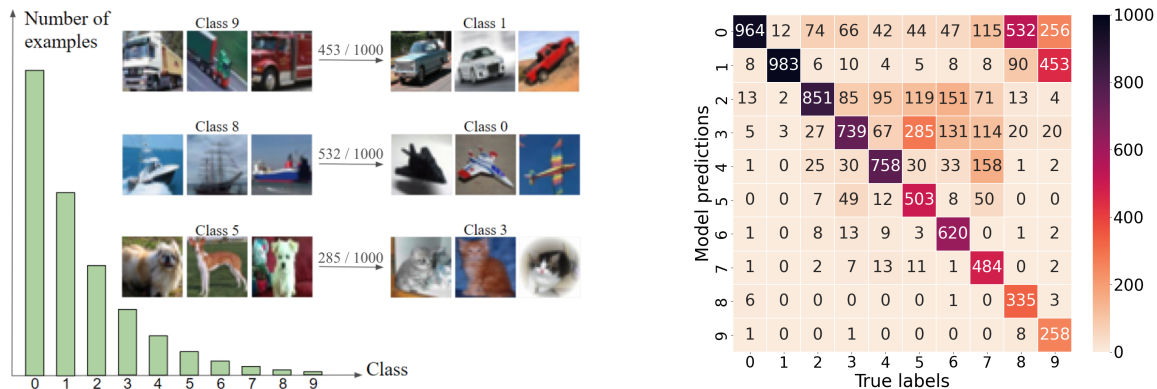 Number of
examples
Class 9
453 / 1000
Class 1
Class 8
532 / 1000
Class 0
Class 5
285 / 1000
Class 3
0 1 2 3 4 5 6 7 8 9
Class
Model predictions
0 964 12 74 66 42 44 47 115 532 256
1 8 983 6 10 4 5 8 8 90 453
2 13 2 851 85 95 119 151 71 13 4
3 5 3 27 739 67 285 131 114 20 20
4 1 0 25 30 758 30 33 158 1 2
5 0 0 7 49 12 503 8 50 0 0
6 1 0 8 13 9 3 620 0 1 2
7 1 0 2 7 13 11 1 484 0 2
8 6 0 0 0 0 0 1 0 335 3
9 1 0 0 1 0 0 0 0 8 258
0 1 2 3 4 5 6 7 8 9
True labels
1000
800
600
400
200
0